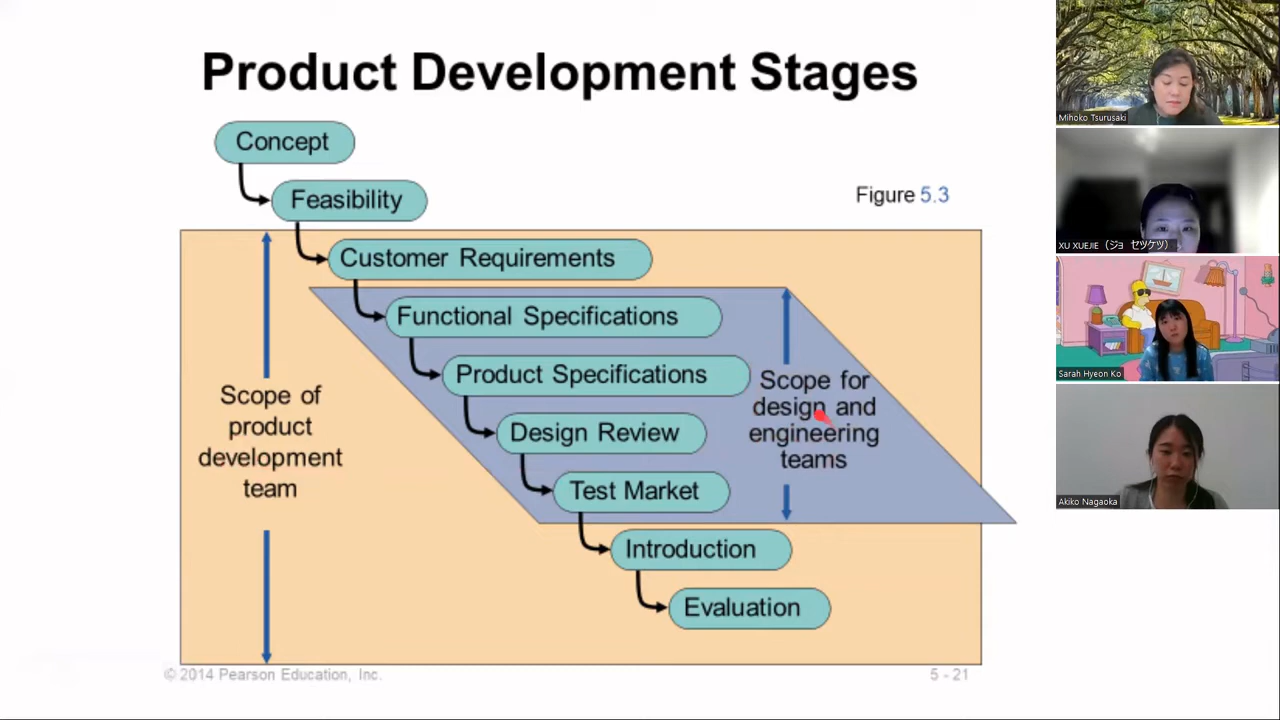 Product Development Stages
Concept
Feasibility
Figure 5.3
Customer Requirements
Functional Specifications
Product Specifications
Design Review
Test Market
Introduction
Evaluation
Scope of
product
development
team
Scope for
design and
engineering
teams
© 2014 Pearson Education, Inc.
5 - 21
Mihoko Tsurusaki
XU XUEJIE (ジョ セツケツ)
Sarah Hyeon Ko
Akiko Nagaoka